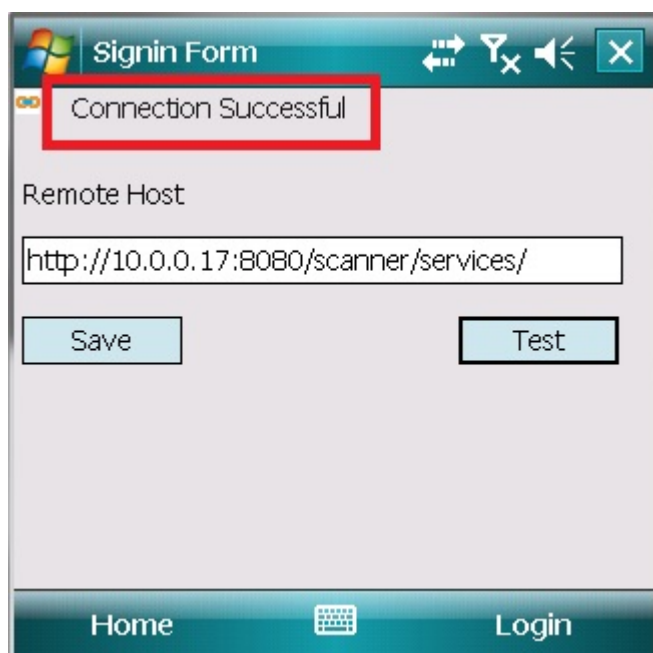 Signin Form
Connection Successful
Remote Host
http://10.0.0.17:8080/scanner/services/
Save Test
Home Login